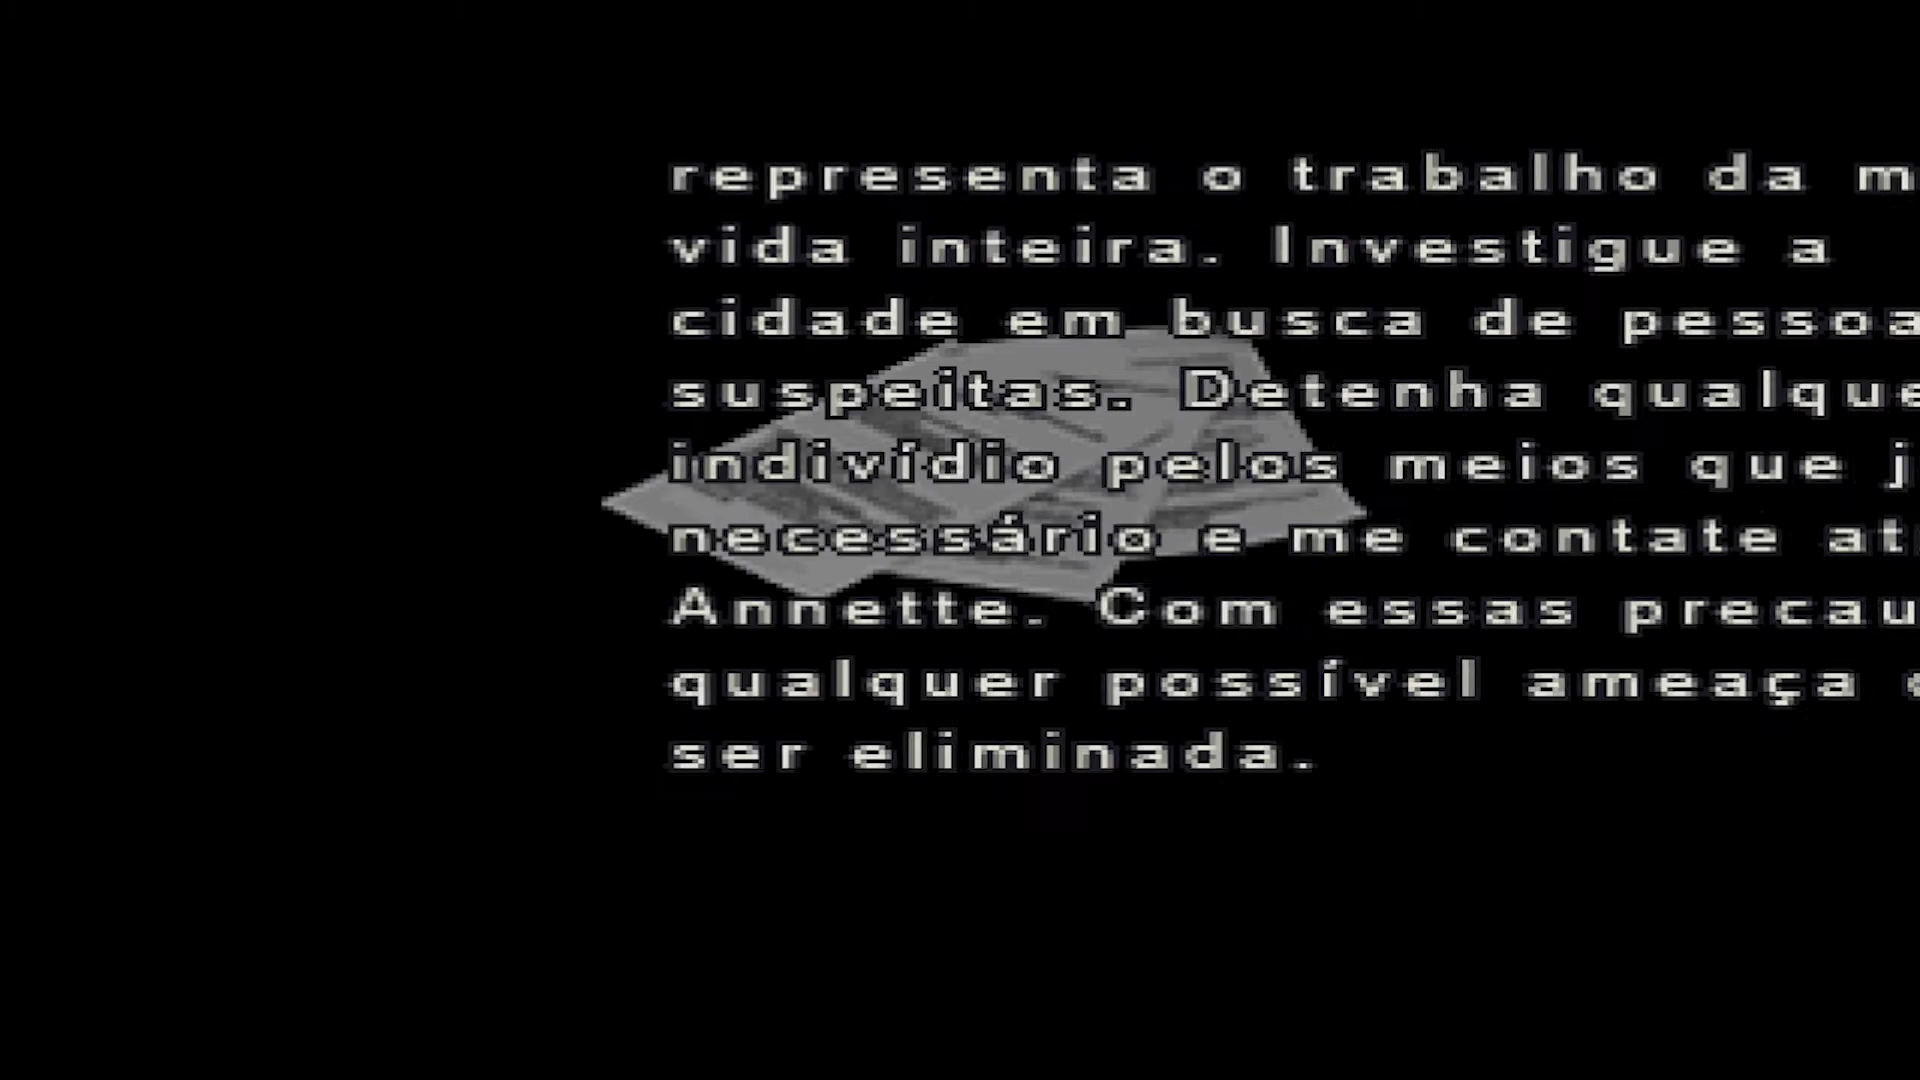 representa o trabalho da
vida inteira. Investigue a
cidade em busca de
suspeitas. Detenha
indivídio pelos meios que
necessário e me contate
Annette. Com essas
qualquer possível ameaça
ser eliminada.